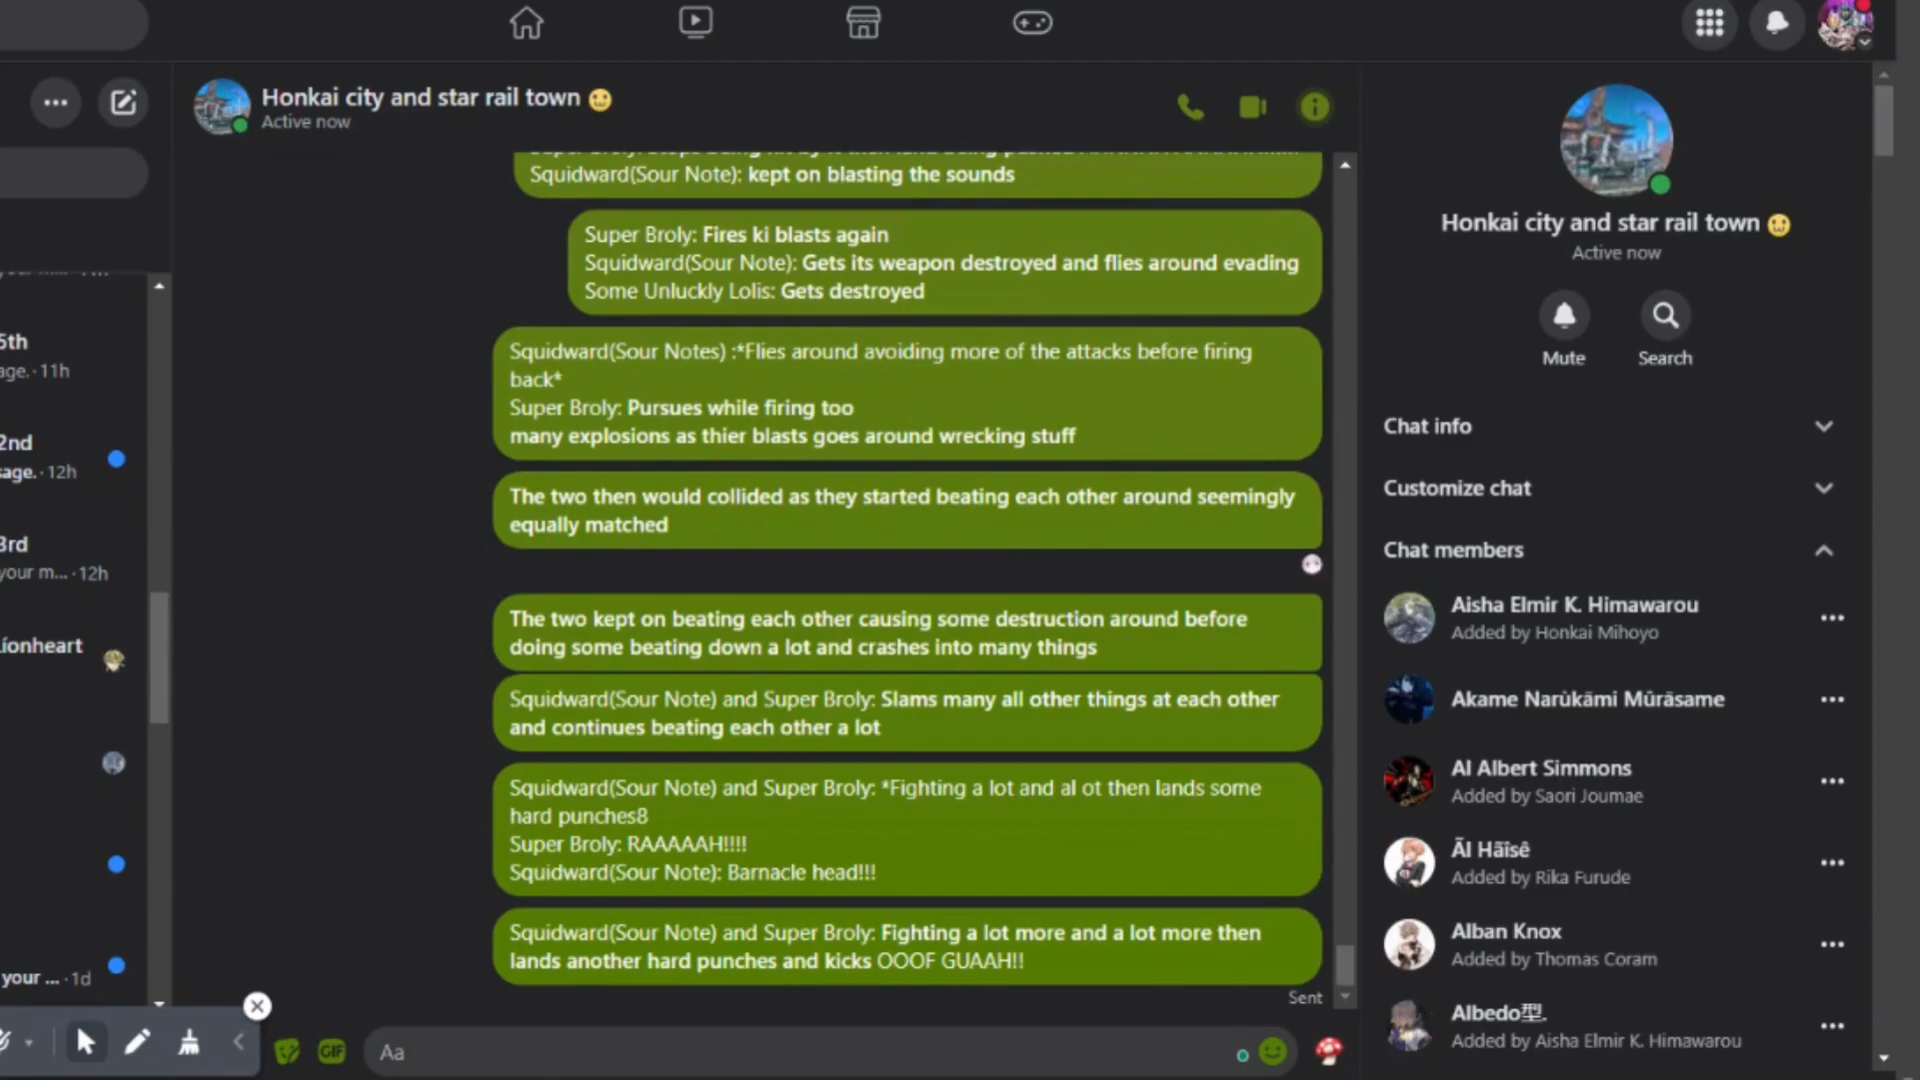 Honkai city and star rail town
Active now
Squidward(Sour Note): kept on blasting the sounds
Super Broly: Fires ki blasts again
Squidward(Sour Note): Gets its weapon destroyed and flies around evading
Some Unluckly Lolis: Gets destroyed
Squidward(Sour Notes) :*Flies around avoiding more of the attacks before firing
back*
Super Broly: Pursues while firing too
many explosions as thier blasts goes around wrecking stuff
The two then would collided as they started beating each other around seemingly
equally matched
The two kept on beating each other causing some destruction around before
doing some beating down a lot and crashes into many things
Squidward(Sour Note) and Super Broly: Slams many all other things at each other
and continues beating each other a lot
Squidward(Sour Note) and Super Broly: *Fighting a lot and al ot then lands some
hard punches8
Super Broly: RAAAAAH!!!!
Squidward(Sour Note): Barnacle head!!!
Squidward(Sour Note) and Super Broly: Fighting a lot more and a lot more then
lands another hard punches and kicks OOOF GUAAH!!
Sent
GIF
Aa
5th
age. · 11h
2nd
sage. · 12h
3rd
your m... · 12h
ionheart
your ... · 1d
Honkai city and star rail town
Active now
Mute
Search
Chat info
Customize chat
Chat members
Aisha Elmir K. Himawarou
Added by Honkai Mihoyo
Akame Narùkāmi Mûrāsame
Al Albert Simmons
Added by Saori Joumae
Ãl Hãîsê
Added by Rika Furude
Alban Knox
Added by Thomas Coram
Albedo型.
Added by Aisha Elmir K. Himawarou